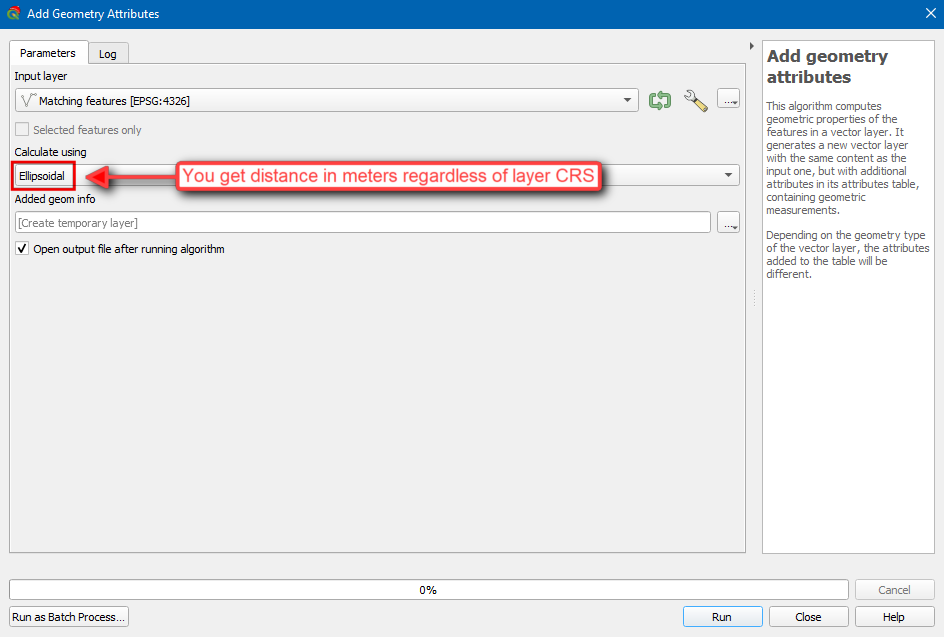 Add Geometry Attributes
Parameters
Log
Input layer
Matching features [EPSG:4326]
...
Selected features only
Calculate using
Ellipsoidal
You get distance in meters regardless of layer CRS
Added geom info
[Create temporary layer]
...
Open output file after running algorithm
Add geometry
attributes
This algorithm computes
geometric properties of the
features in a vector layer. It
generates a new vector layer
with the same content as the
input one, but with additional
attributes in its attributes table,
containing geometric
measurements.
Depending on the geometry type
of the vector layer, the attributes
added to the table will be
different.
0%
Cancel
Run as Batch Process...
Run
Close
Help